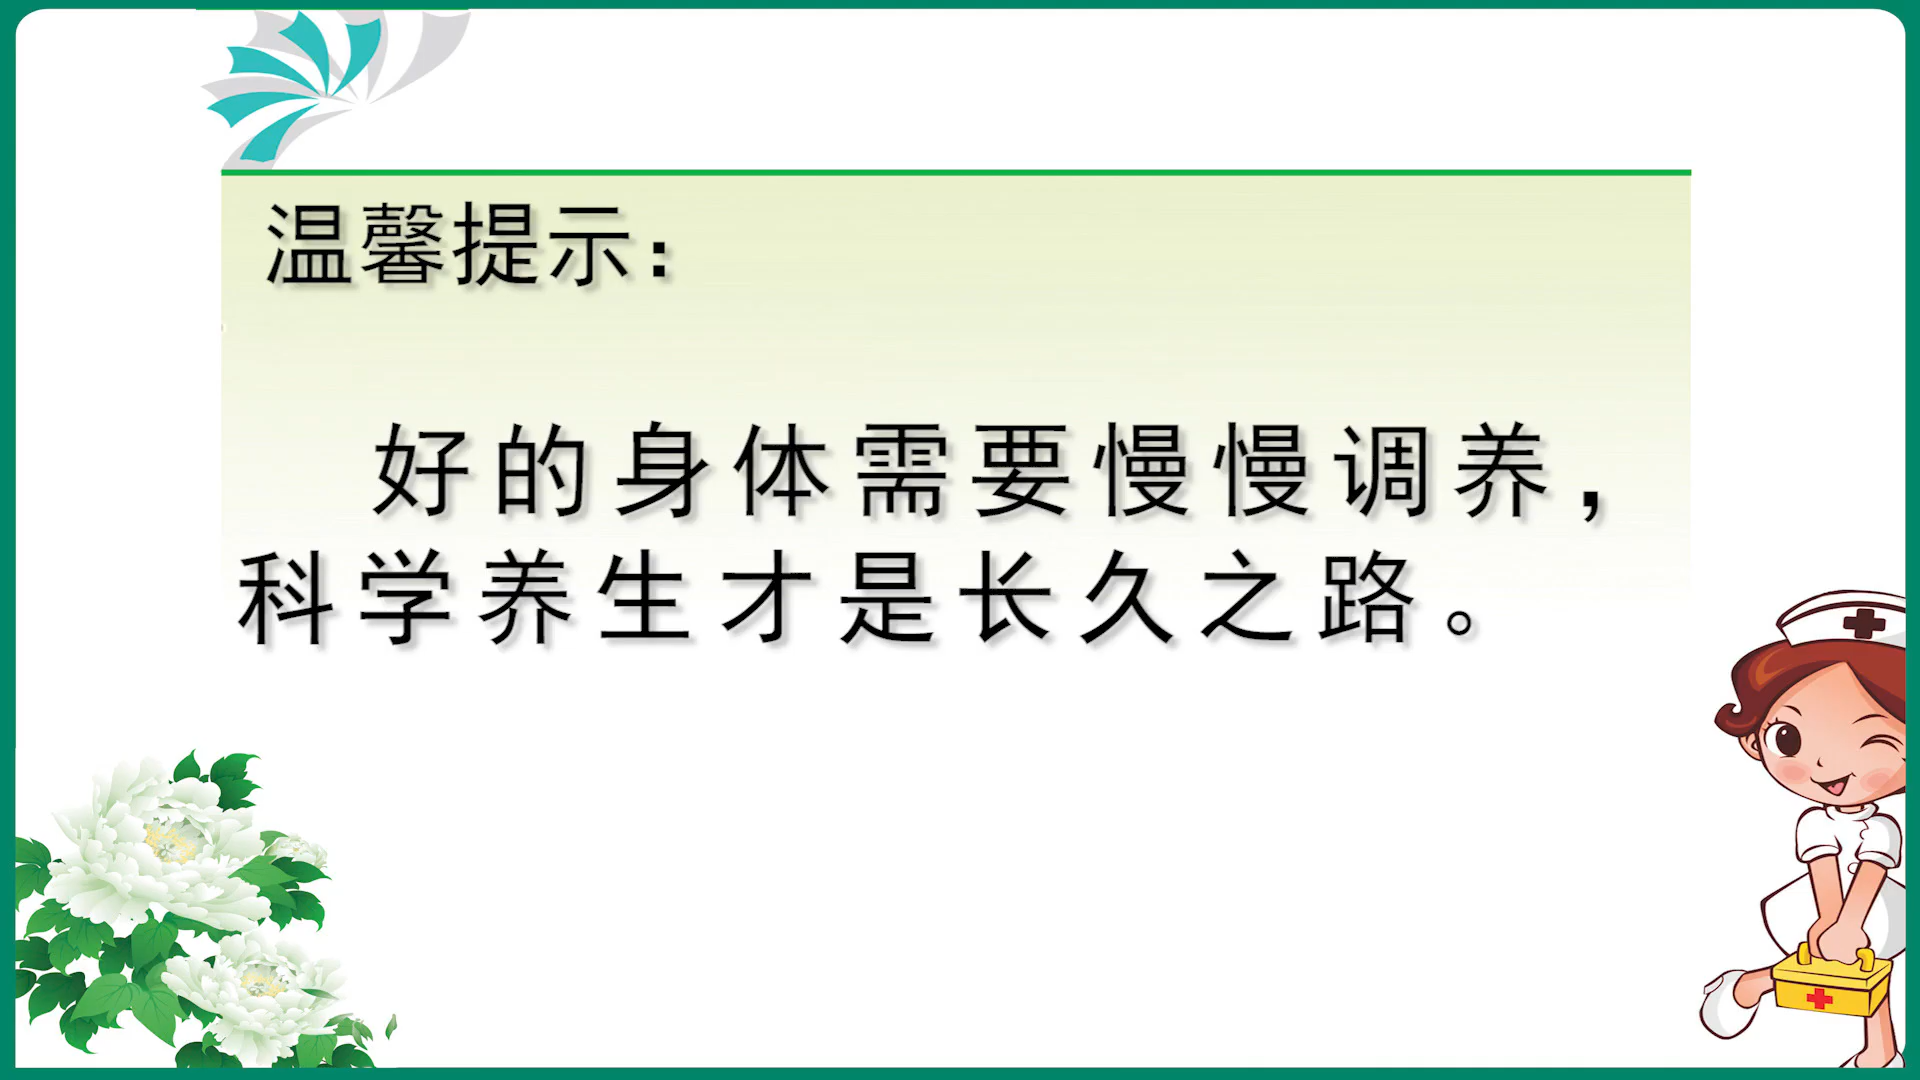 温馨提示：
好的身体需要慢慢调养，
科学养生才是长久之路。